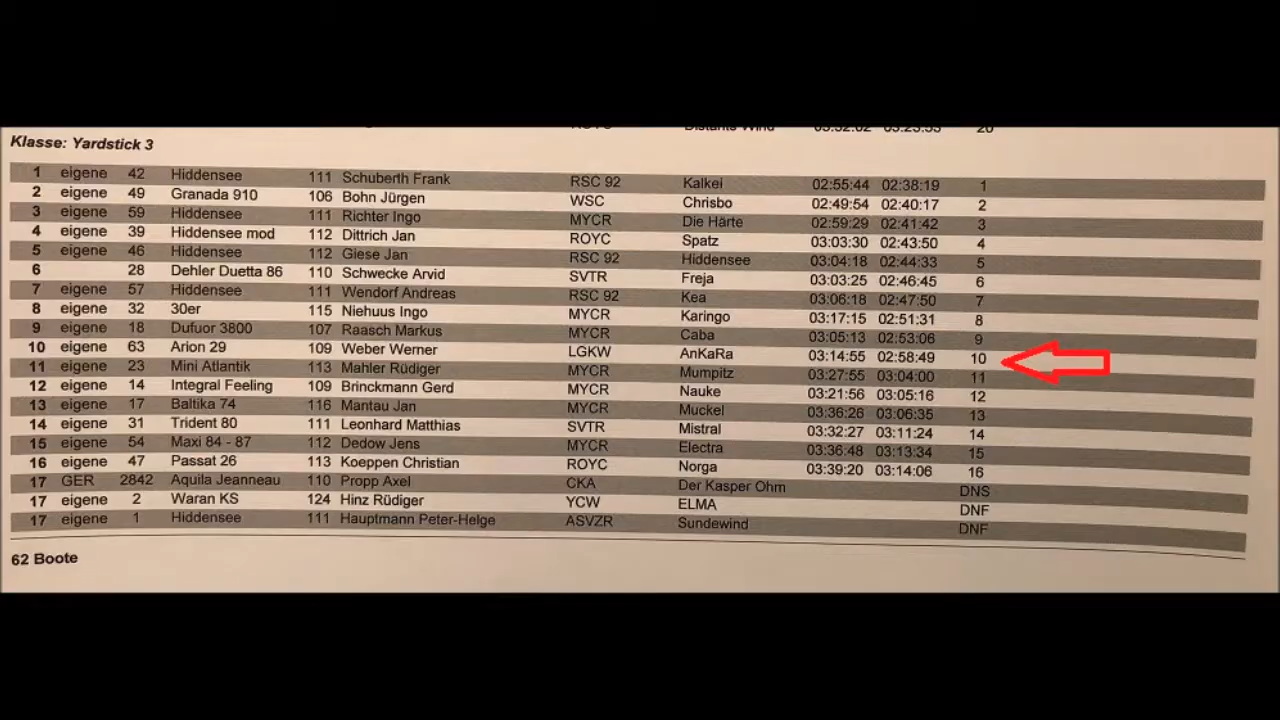 Distants Wind 20
Klasse: Yardstick 3
1 eigene 42 Hiddensee 111 Schuberth Frank RSC 92 Kalkei 02:55:44 02:38:19 1
2 eigene 49 Granada 910 106 Bohn Jürgen WSC Chrisbo 02:49:54 02:40:17 2
3 eigene 59 Hiddensee 111 Richter Ingo MYCR Die Härte 02:59:29 02:41:42 3
4 eigene 39 Hiddensee mod 112 Dittrich Jan ROYC Spatz 03:03:30 02:43:50 4
5 eigene 46 Hiddensee 112 Giese Jan RSC 92 Hiddensee 03:04:18 02:44:33 5
6 28 Dehler Duetta 86 110 Schwecke Arvid SVTR Freja 03:03:25 02:46:45 6
7 eigene 57 Hiddensee 111 Wendorf Andreas RSC 92 Kea 03:06:18 02:47:50 7
8 eigene 32 30er 115 Niehuus Ingo MYCR Karingo 03:17:15 02:51:31 8
9 eigene 18 Dufuor 3800 107 Raasch Markus MYCR Caba 03:05:13 02:53:06 9
10 eigene 63 Arion 29 109 Weber Werner LGKW AnKaRa 03:14:55 02:58:49 10
11 eigene 23 Mini Atlantik 113 Mahler Rüdiger MYCR Mumpitz 03:27:55 03:04:00 11
12 eigene 14 Integral Feeling 109 Brinckmann Gerd MYCR Nauke 03:21:56 03:05:16 12
13 eigene 17 Baltika 74 116 Mantau Jan MYCR Muckel 03:36:26 03:06:35 13
14 eigene 31 Trident 80 111 Leonhard Matthias SVTR Mistral 03:32:27 03:11:24 14
15 eigene 54 Maxi 84 - 87 112 Dedow Jens MYCR Electra 03:36:48 03:13:34 15
16 eigene 47 Passat 26 113 Koeppen Christian ROYC Norga 03:39:20 03:14:06 16
17 GER 2842 Aquila Jeanneau 110 Propp Axel CKA Der Kasper Ohm DNS
17 eigene 2 Waran KS 124 Hinz Rüdiger YCW ELMA DNF
17 eigene 1 Hiddensee 111 Hauptmann Peter-Helge ASVZR Sundewind DNF
62 Boote